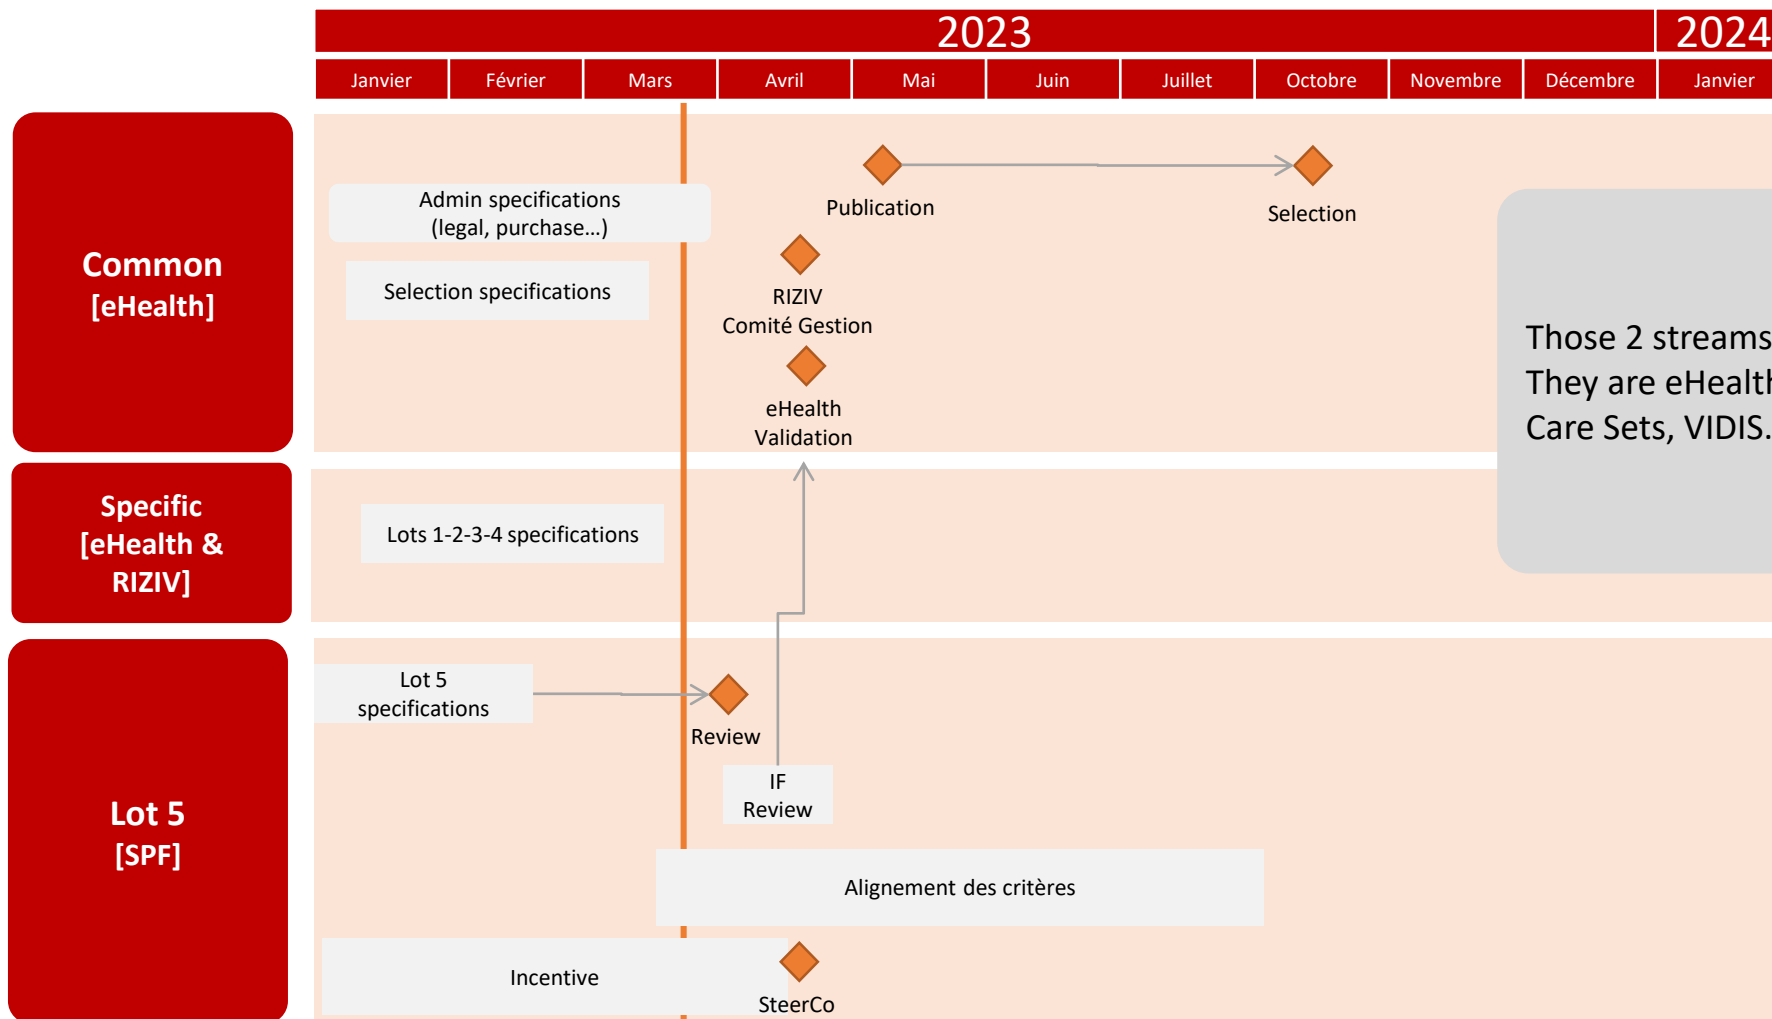 2023
2024
Janvier
Février
Mars
Avril
Mai
Juin
Juillet
Octobre
Novembre
Décembre
Janvier
Common
[eHealth]
Admin specifications
(legal, purchase…)
Selection specifications
Publication
Selection
RIZIV
Comité Gestion
eHealth
Validation
Those 2 streams
They are eHealth
Care Sets, VIDIS.
Specific
[eHealth &
RIZIV]
Lots 1-2-3-4 specifications
Lot 5
[SPF]
Lot 5
specifications
Review
IF
Review
Alignement des critères
Incentive
SteerCo